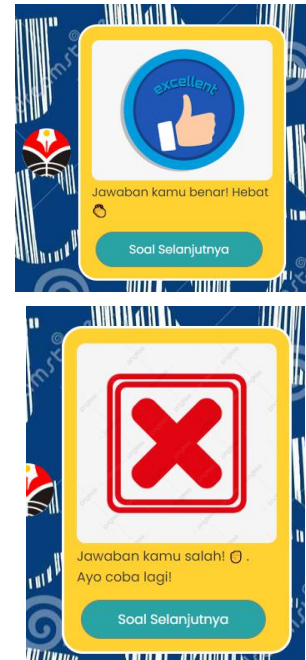 excellent
Jawaban kamu benar! Hebat
👏
Soal Selanjutnya
Jawaban kamu salah! .
Ayo coba lagi!
Soal Selanjutnya